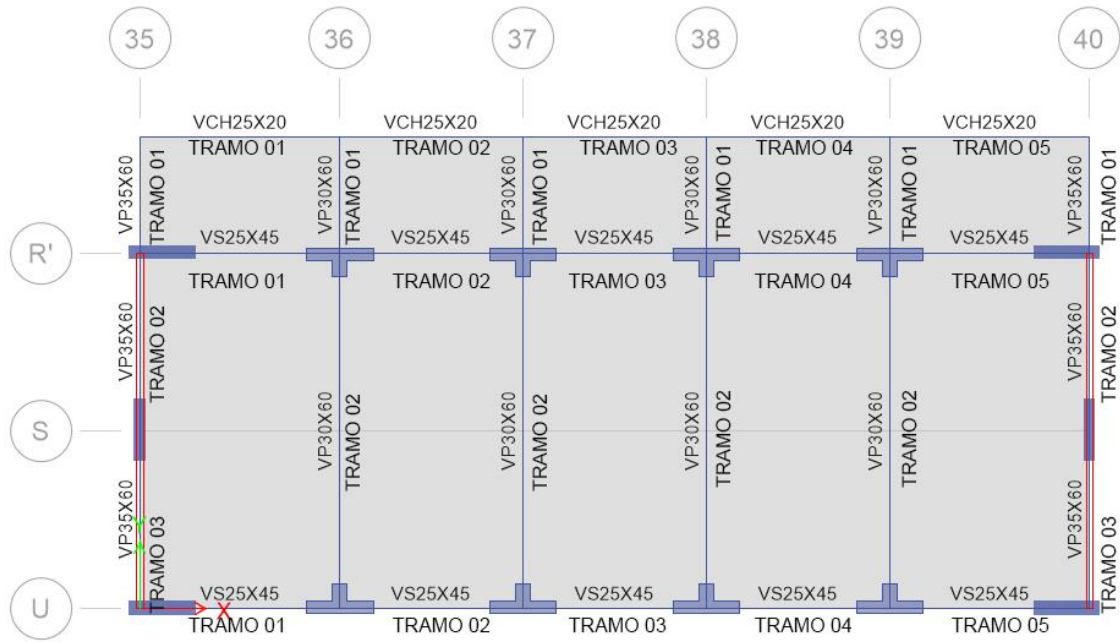 35 36 37 38 39 40
VCH25X20 VCH25X20 VCH25X20 VCH25X20 VCH25X20
TRAMO 01 TRAMO 02 TRAMO 03 TRAMO 04 TRAMO 05
VP35X60 TRAMO 01 VP30X60 TRAMO 01 VP30X60 TRAMO 01 VP30X60 TRAMO 01 VP30X60 TRAMO 01 VP35X60 TRAMO 01
R' VS25X45 VS25X45 VS25X45 VS25X45 VS25X45
TRAMO 01 TRAMO 02 TRAMO 03 TRAMO 04 TRAMO 05
VP35X60 TRAMO 02 VP35X60 TRAMO 02
S
VP30X60 TRAMO 02 VP30X60 TRAMO 02 VP30X60 TRAMO 02 VP30X60 TRAMO 02
VP35X60 TRAMO 03 VP35X60 TRAMO 03
Y
U VS25X45 VS25X45 VS25X45 VS25X45 VS25X45
X
TRAMO 01 TRAMO 02 TRAMO 03 TRAMO 04 TRAMO 05